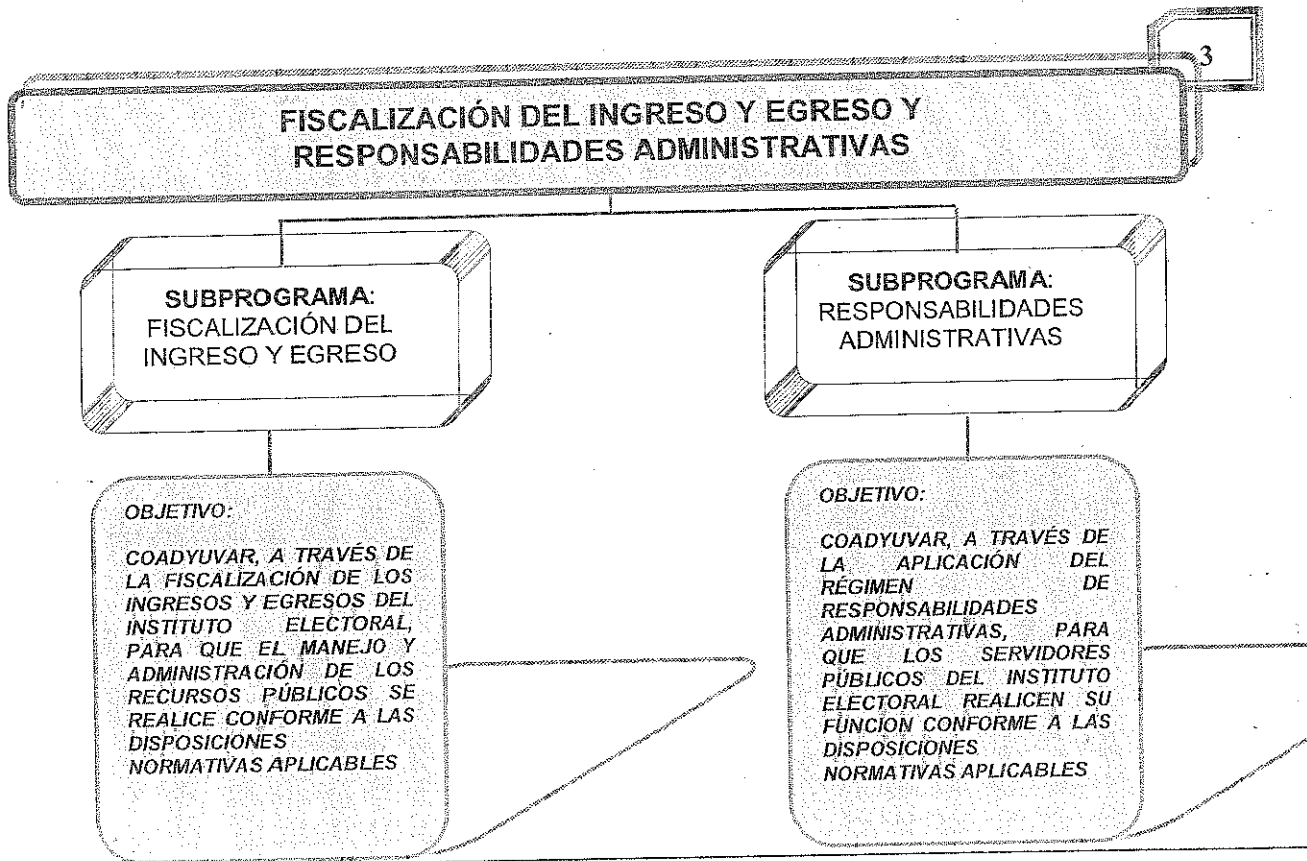 3
FISCALIZACIÓN DEL INGRESO Y EGRESO Y
RESPONSABILIDADES ADMINISTRATIVAS
SUBPROGRAMA:
FISCALIZACIÓN DEL
INGRESO Y EGRESO
SUBPROGRAMA:
RESPONSABILIDADES
ADMINISTRATIVAS
OBJETIVO:
COADYUVAR, A TRAVÉS DE
LA FISCALIZACIÓN DE LOS
INGRESOS Y EGRESOS DEL
INSTITUTO ELECTORAL,
PARA QUE EL MANEJO Y
ADMINISTRACIÓN DE LOS
RECURSOS PÚBLICOS SE
REALICE CONFORME A LAS
DISPOSICIONES
NORMATIVAS APLICABLES
OBJETIVO:
COADYUVAR, A TRAVÉS DE
LA APLICACIÓN DEL
RÉGIMEN DE
RESPONSABILIDADES
ADMINISTRATIVAS, PARA
QUE LOS SERVIDORES
PÚBLICOS DEL INSTITUTO
ELECTORAL REALICEN SU
FUNCIÓN CONFORME A LAS
DISPOSICIONES
NORMATIVAS APLICABLES